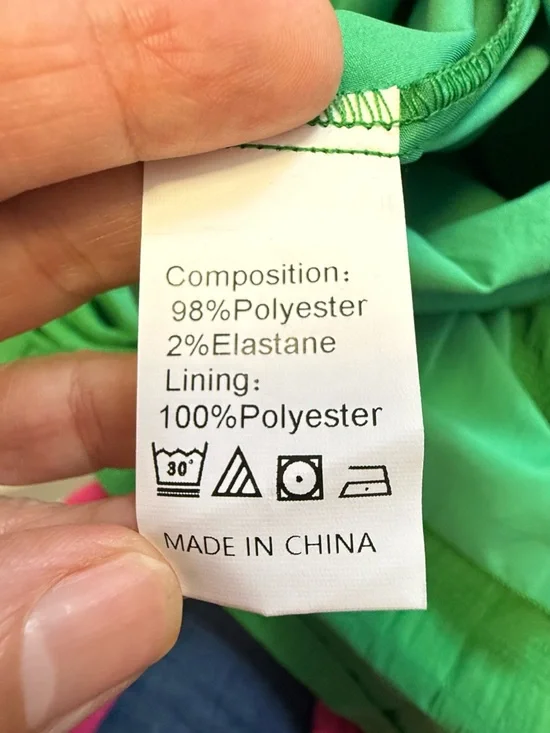 Composition:
98%Polyester
2%Elastane
Lining:
100%Polyester
30°
MADE IN CHINA